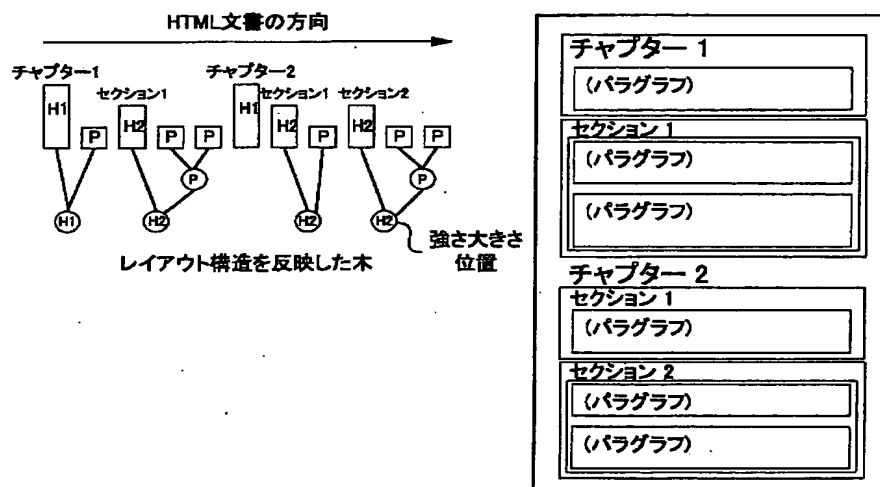 HTML文書の方向
チャプター1
セクション1
チャプター2
セクション1
セクション2
H1
P
H2
P
P
H1
H2
P
H2
P
P
P
P
H1
H2
H2
H2
強さ大きさ
位置
レイアウト構造を反映した木
チャプター 1
(パラグラフ)
セクション 1
(パラグラフ)
(パラグラフ)
チャプター 2
セクション 1
(パラグラフ)
セクション 2
(パラグラフ)
(パラグラフ)